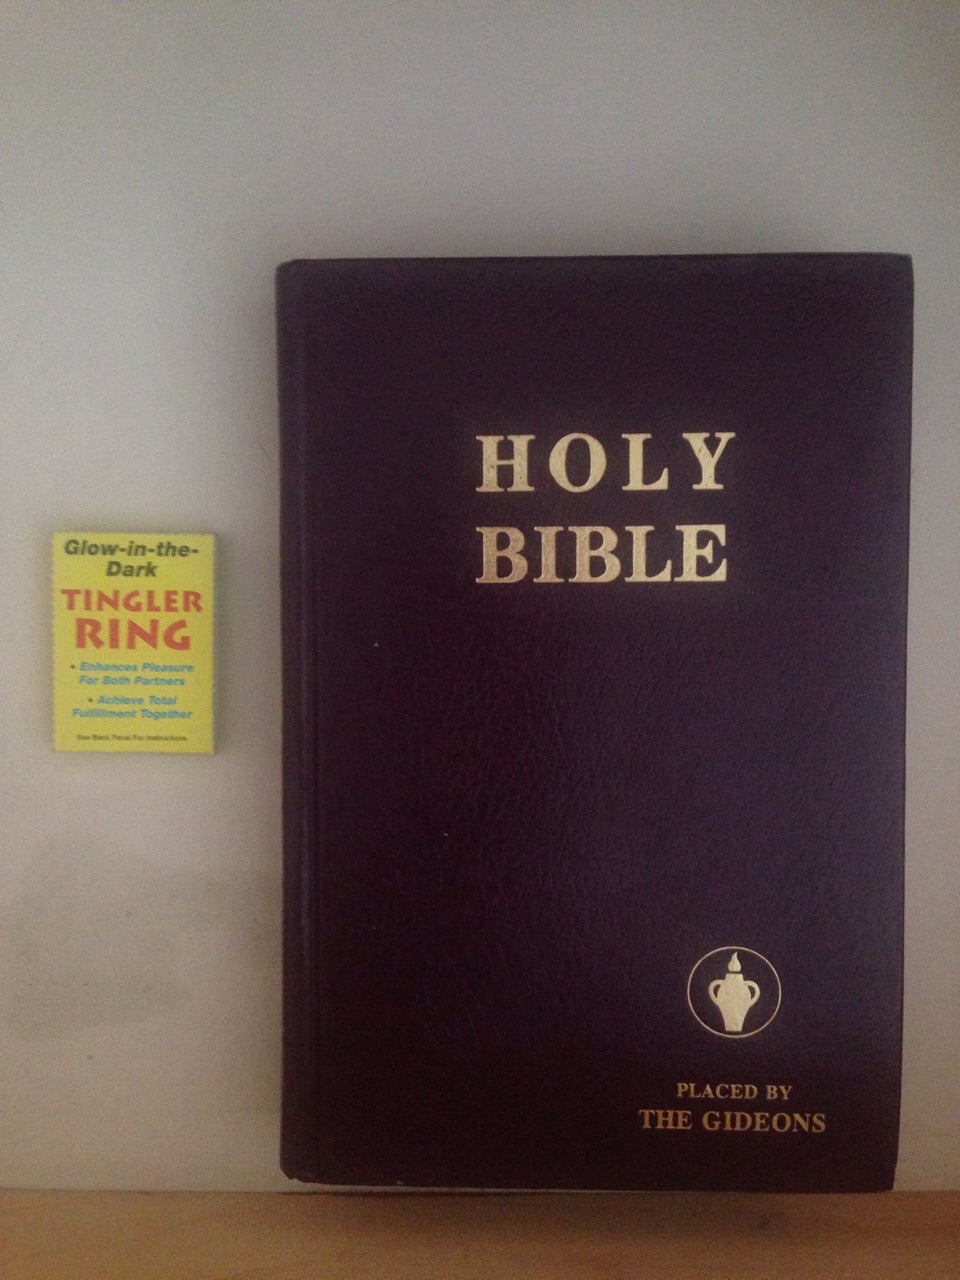 Glow-in-the-
Dark
TINGLER
RING
• Enhances Pleasure
For Both Partners
• Achieve Total
Fulfillment Together
See Back Panel For Instructions
HOLY
BIBLE
PLACED BY
THE GIDEONS